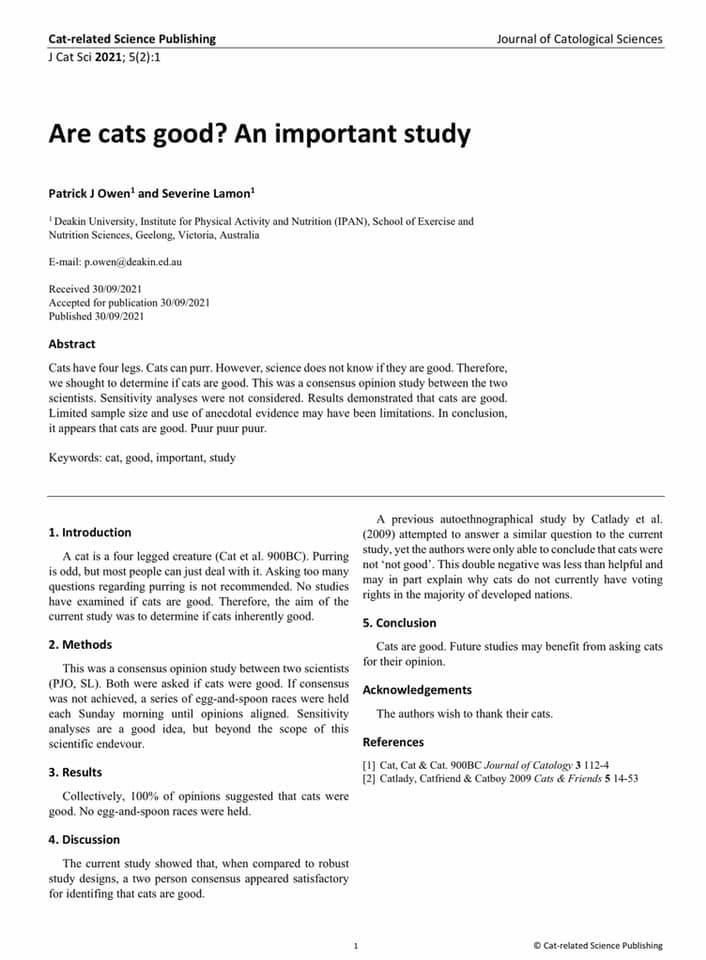 Cat-related Science Publishing
Journal of Catological Sciences
J Cat Sci 2021; 5(2):1
Are cats good? An important study
Patrick J Owen¹ and Severine Lamon¹
¹ Deakin University, Institute for Physical Activity and Nutrition (IPAN), School of Exercise and
Nutrition Sciences, Geelong, Victoria, Australia
E-mail: p.owen@deakin.ed.au
Received 30/09/2021
Accepted for publication 30/09/2021
Published 30/09/2021
Abstract
Cats have four legs. Cats can purr. However, science does not know if they are good. Therefore,
we shought to determine if cats are good. This was a consensus opinion study between the two
scientists. Sensitivity analyses were not considered. Results demonstrated that cats are good.
Limited sample size and use of anecdotal evidence may have been limitations. In conclusion,
it appears that cats are good. Puur puur puur.
Keywords: cat, good, important, study
1. Introduction
A cat is a four legged creature (Cat et al. 900BC). Purring
is odd, but most people can just deal with it. Asking too many
questions regarding purring is not recommended. No studies
have examined if cats are good. Therefore, the aim of the
current study was to determine if cats inherently good.
2. Methods
This was a consensus opinion study between two scientists
(PJO, SL). Both were asked if cats were good. If consensus
was not achieved, a series of egg-and-spoon races were held
each Sunday morning until opinions aligned. Sensitivity
analyses are a good idea, but beyond the scope of this
scientific endevour.
3. Results
Collectively, 100% of opinions suggested that cats were
good. No egg-and-spoon races were held.
4. Discussion
The current study showed that, when compared to robust
study designs, a two person consensus appeared satisfactory
for identifing that cats are good.
A previous autoethnographical study by Catlady et al.
(2009) attempted to answer a similar question to the current
study, yet the authors were only able to conclude that cats were
not ‘not good’. This double negative was less than helpful and
may in part explain why cats do not currently have voting
rights in the majority of developed nations.
5. Conclusion
Cats are good. Future studies may benefit from asking cats
for their opinion.
Acknowledgements
The authors wish to thank their cats.
References
[1] Cat, Cat & Cat. 900BC Journal of Catology 3 112-4
[2] Catlady, Catfriend & Catboy 2009 Cats & Friends 5 14-53
1
© Cat-related Science Publishing